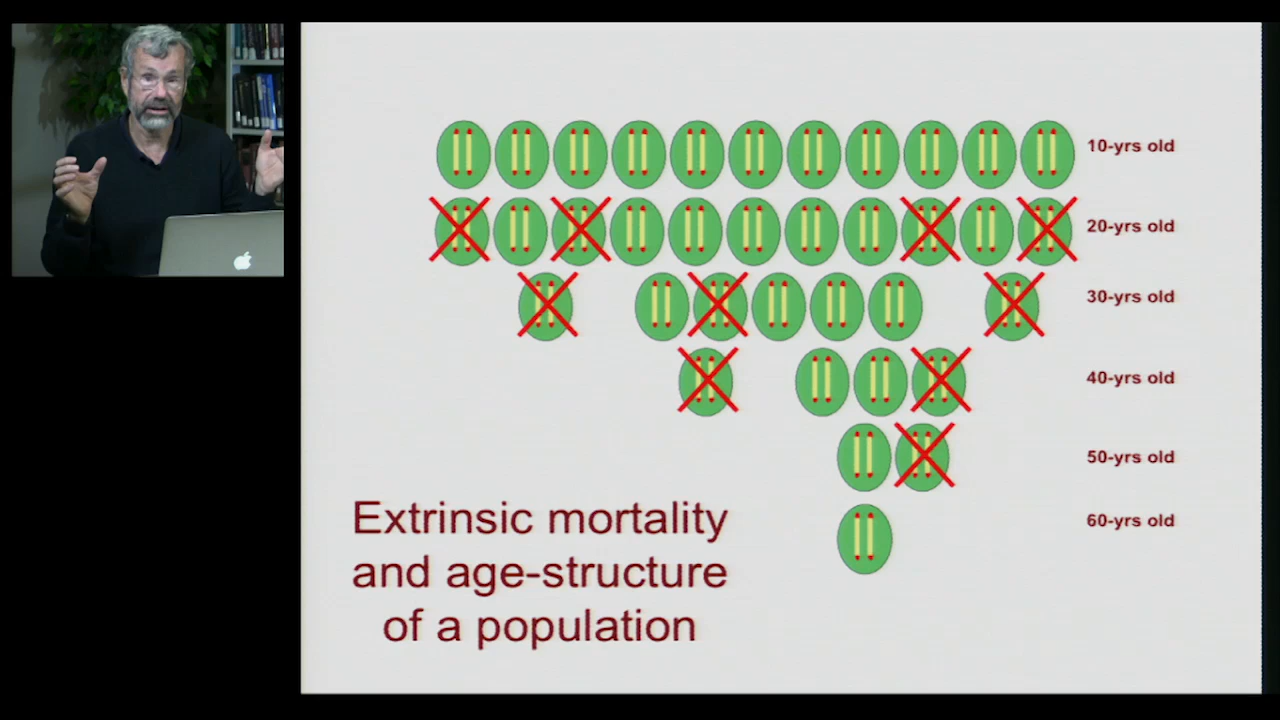 10-yrs old
20-yrs old
30-yrs old
40-yrs old
50-yrs old
60-yrs old
Extrinsic mortality
and age-structure
of a population